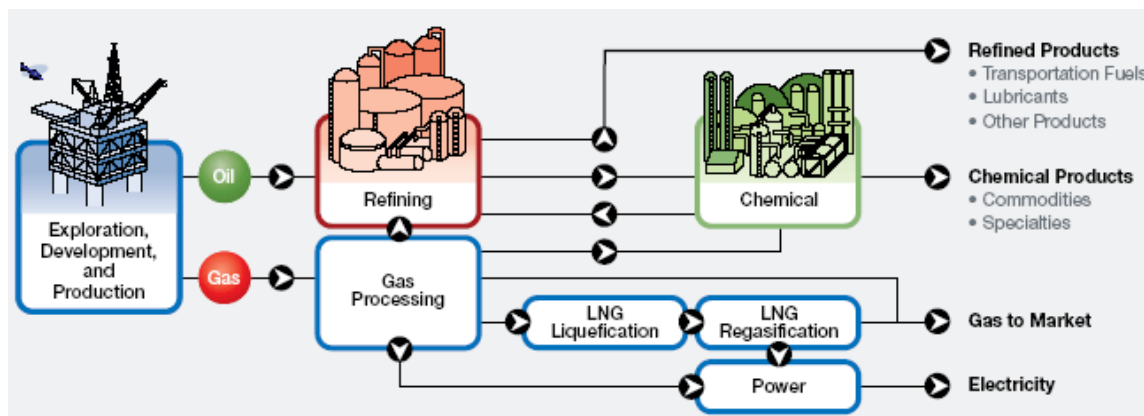 Exploration,
Development,
and
Production
Oil
Gas
Refining
Gas
Processing
Chemical
LNG
Liquefication
LNG
Regasification
Power
Refined Products
• Transportation Fuels
• Lubricants
• Other Products
Chemical Products
• Commodities
• Specialties
Gas to Market
Electricity